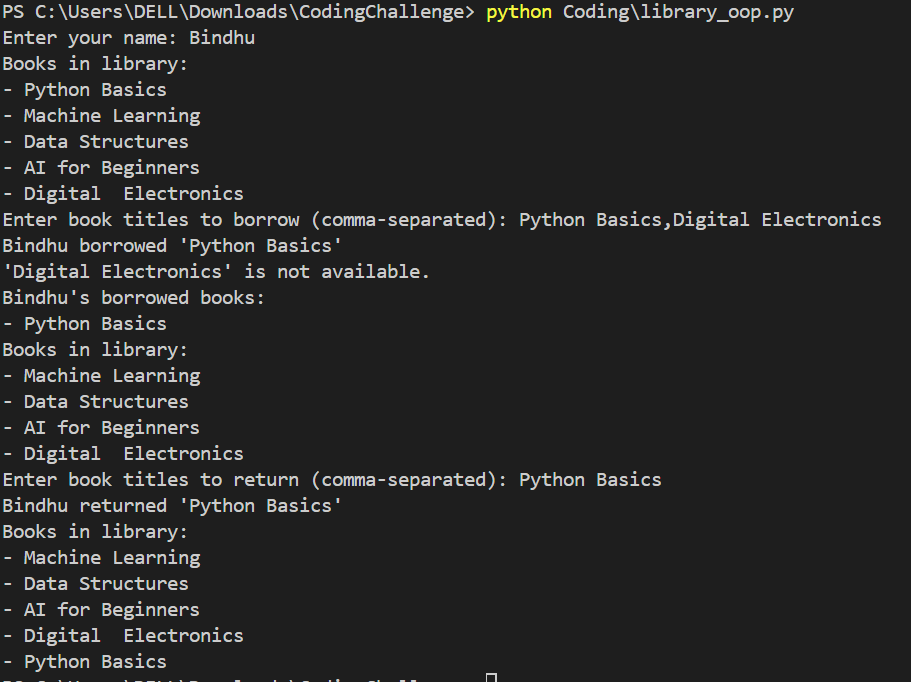 PS C:\Users\DELL\Downloads\CodingChallenge> python Coding\library_oop.py
Enter your name: Bindhu
Books in library:
- Python Basics
- Machine Learning
- Data Structures
- AI for Beginners
- Digital  Electronics
Enter book titles to borrow (comma-separated): Python Basics,Digital Electronics
Bindhu borrowed 'Python Basics'
'Digital Electronics' is not available.
Bindhu's borrowed books:
- Python Basics
Books in library:
- Machine Learning
- Data Structures
- AI for Beginners
- Digital  Electronics
Enter book titles to return (comma-separated): Python Basics
Bindhu returned 'Python Basics'
Books in library:
- Machine Learning
- Data Structures
- AI for Beginners
- Digital  Electronics
- Python Basics